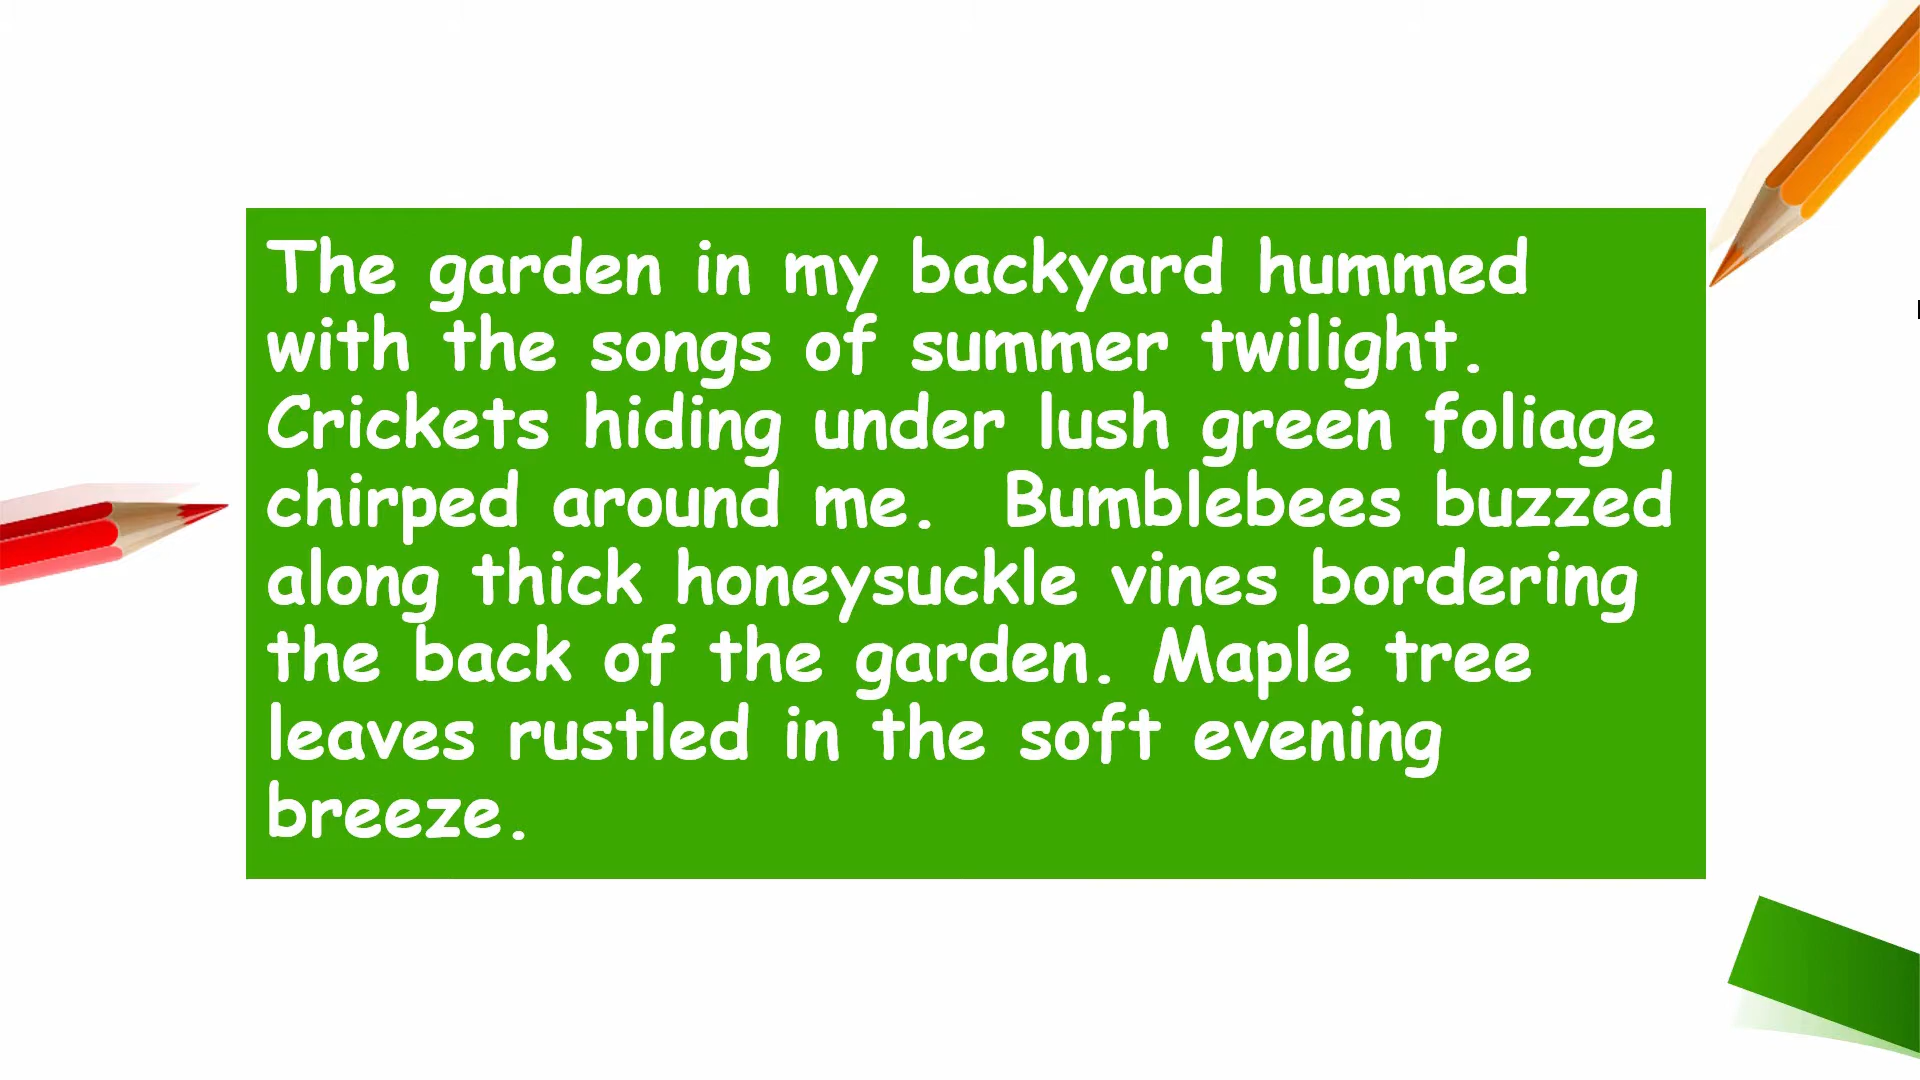 The garden in my backyard hummed
with the songs of summer twilight.
Crickets hiding under lush green foliage
chirped around me.  Bumblebees buzzed
along thick honeysuckle vines bordering
the back of the garden. Maple tree
leaves rustled in the soft evening
breeze.